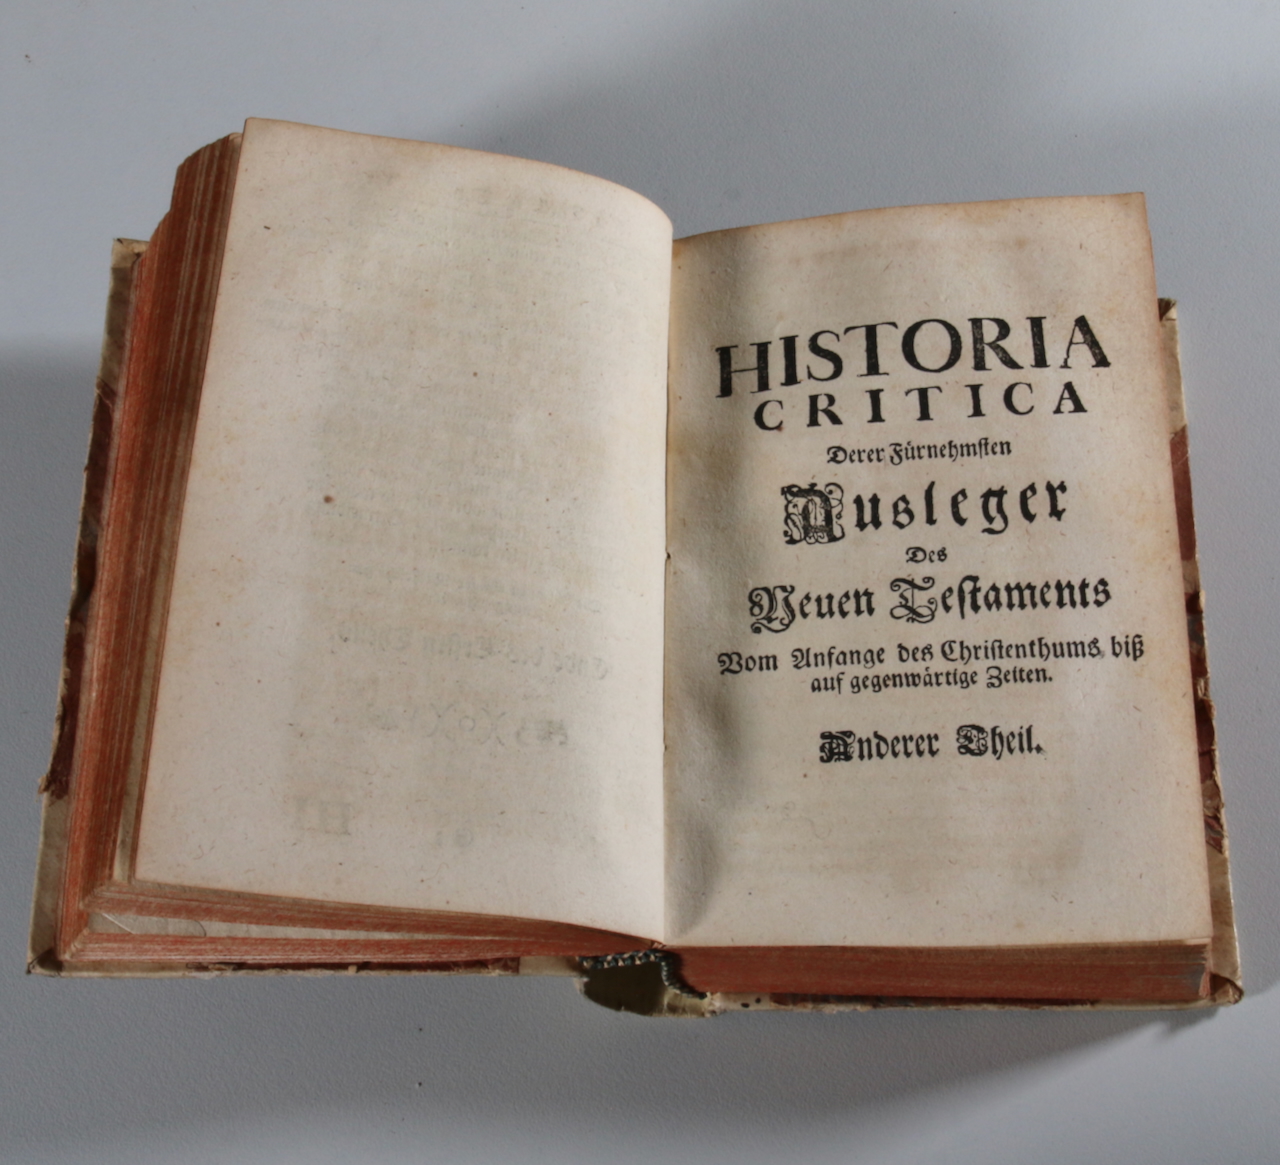 HISTORIA
CRITICA
Derer Fürnehmsten
Ausleger
Des
Neuen Testaments
Vom Anfange des Christenthums, biß
auf gegenwärtige Zeiten.
Anderer Theil.